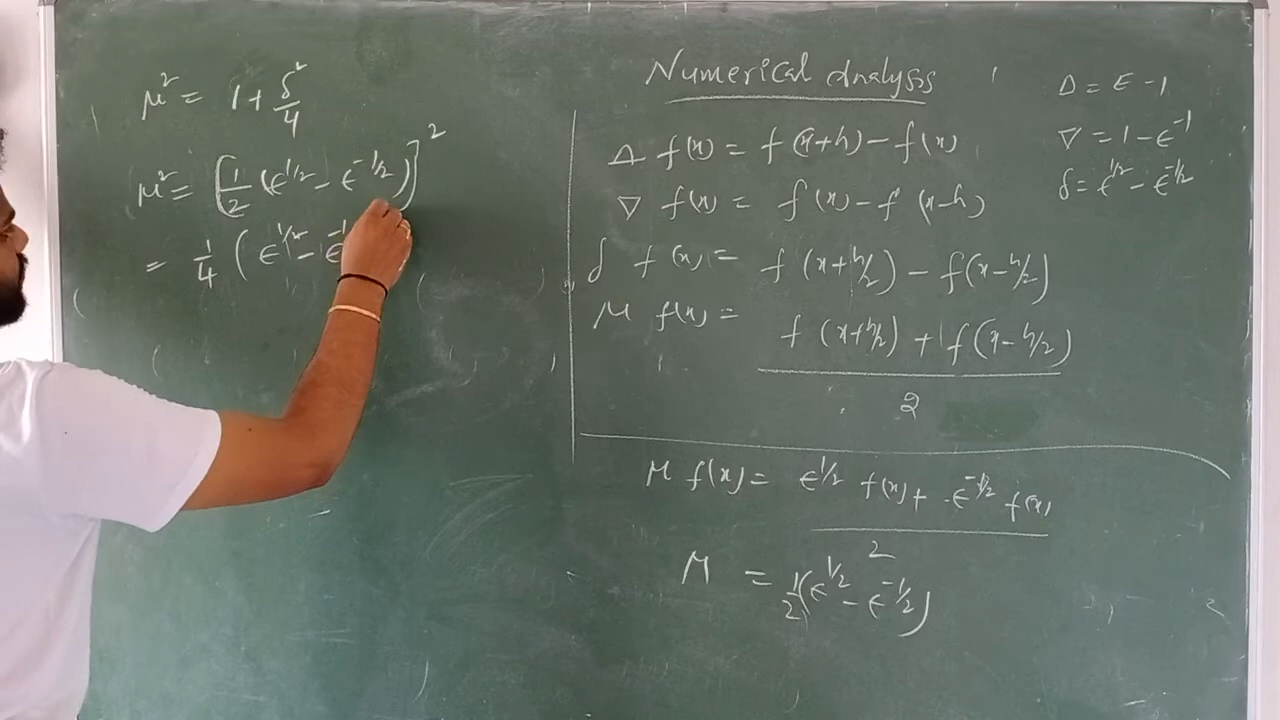 μ² = 1 + δ²/4
μ² = [1/2 (E^{1/2} - E^{-1/2})]²
= 1/4 (E^{1/2} - E^{-1
Numerical Analysis
Δ f(x) = f(x+h) - f(x)
∇ f(x) = f(x) - f(x-h)
δ f(x) = f(x+h/2) - f(x-h/2)
μ f(x) = f(x+h/2) + f(x-h/2)
2
Δ = E - 1
∇ = 1 - E^{-1}
δ = E^{1/2} - E^{-1/2}
μ f(x) = E^{1/2} f(x) + E^{-1/2} f(x)
2
μ = 1/2 (E^{1/2} - E^{-1/2})